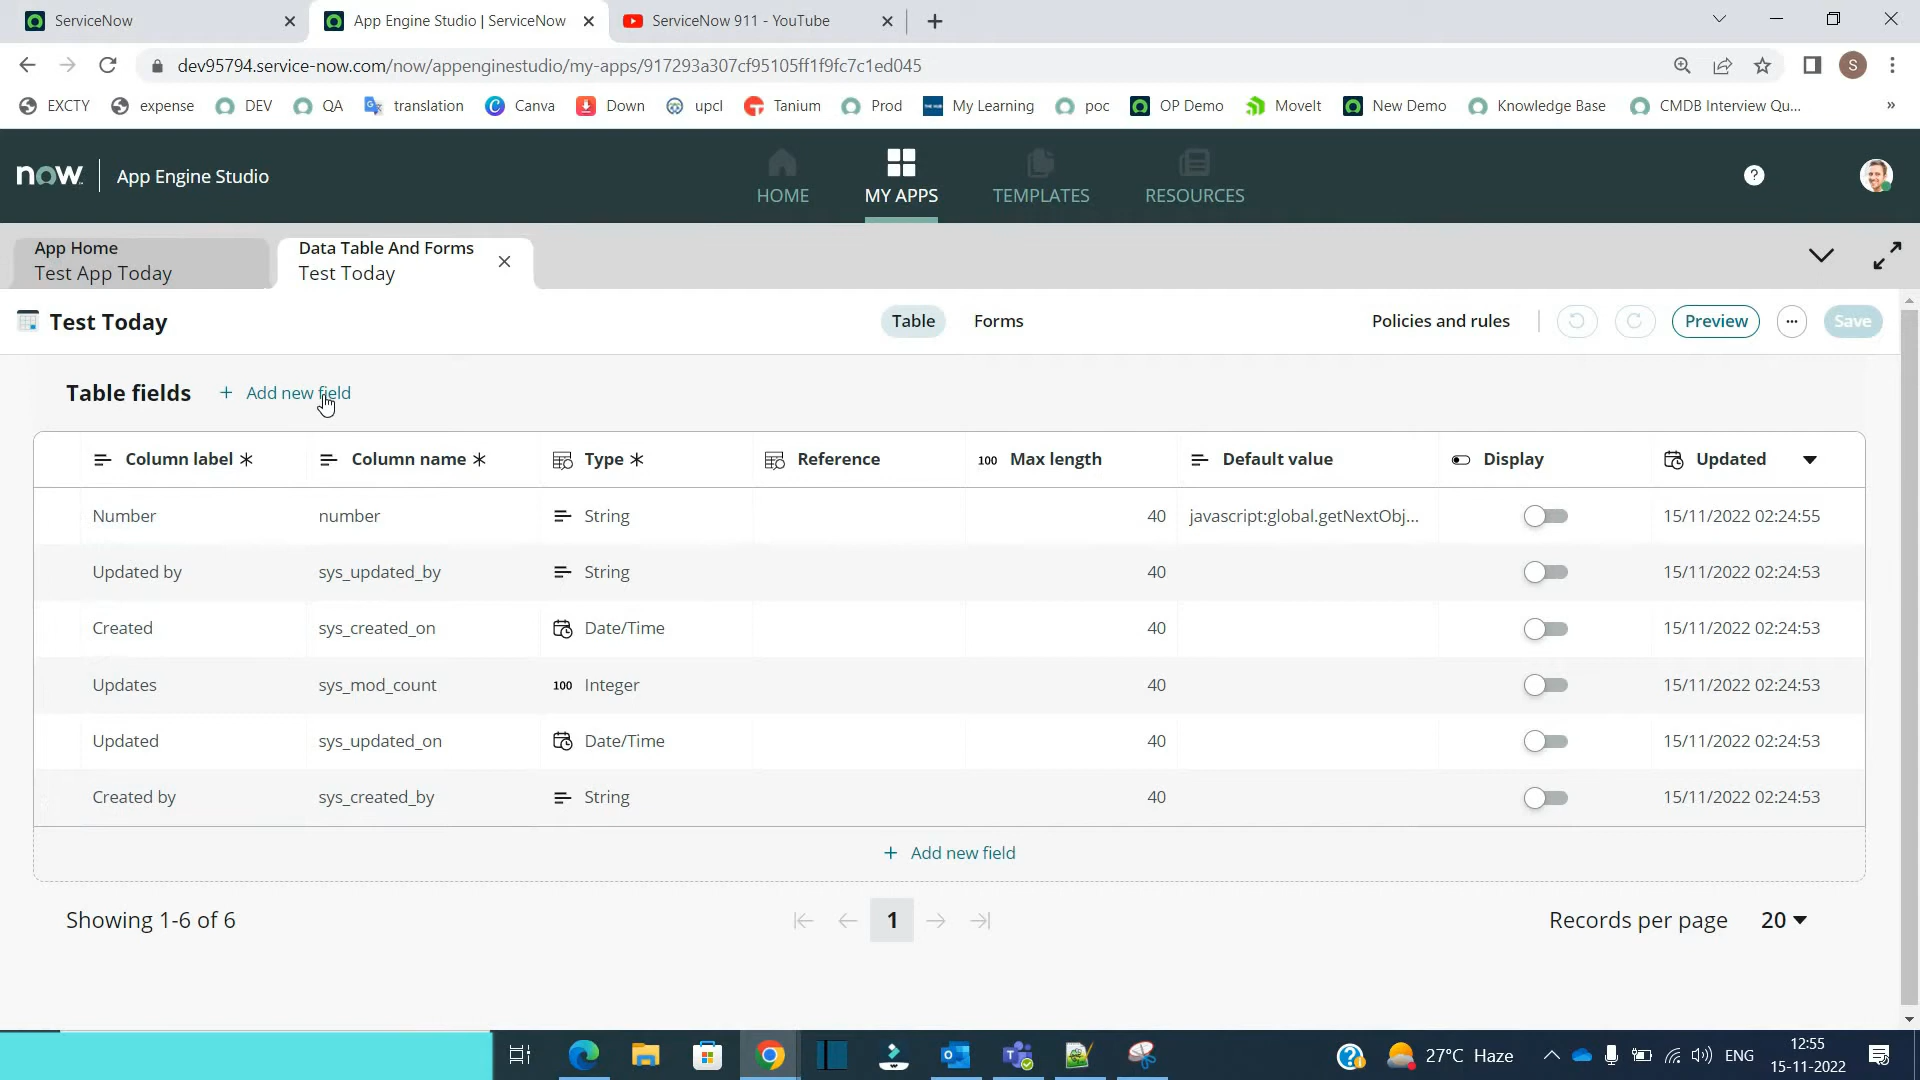 ServiceNow
App Engine Studio | ServiceNow
ServiceNow 911 - YouTube
dev95794.service-now.com/now/appenginestudio/my-apps/917293a307cf95105ff1f9fc7c1ed045
S
EXCTY
expense
DEV
QA
translation
Canva
Down
upcl
Tanium
Prod
My Learning
poc
OP Demo
MoveIt
New Demo
Knowledge Base
CMDB Interview Qu...
»
now
App Engine Studio
HOME
MY APPS
TEMPLATES
RESOURCES
App Home
Test App Today
Data Table And Forms
Test Today
Test Today
Table
Forms
Policies and rules
Preview
...
Save
Table fields
+ Add new field
Column label *
Column name *
Type *
Reference
100 Max length
Default value
Display
Updated
Number number String 40 javascript:global.getNextObj... 15/11/2022 02:24:55
Updated by sys_updated_by String 40 15/11/2022 02:24:53
Created sys_created_on Date/Time 40 15/11/2022 02:24:53
Updates sys_mod_count 100 Integer 40 15/11/2022 02:24:53
Updated sys_updated_on Date/Time 40 15/11/2022 02:24:53
Created by sys_created_by String 40 15/11/2022 02:24:53
+ Add new field
Showing 1-6 of 6
1
Records per page 20
27°C Haze
ENG
12:55
15-11-2022